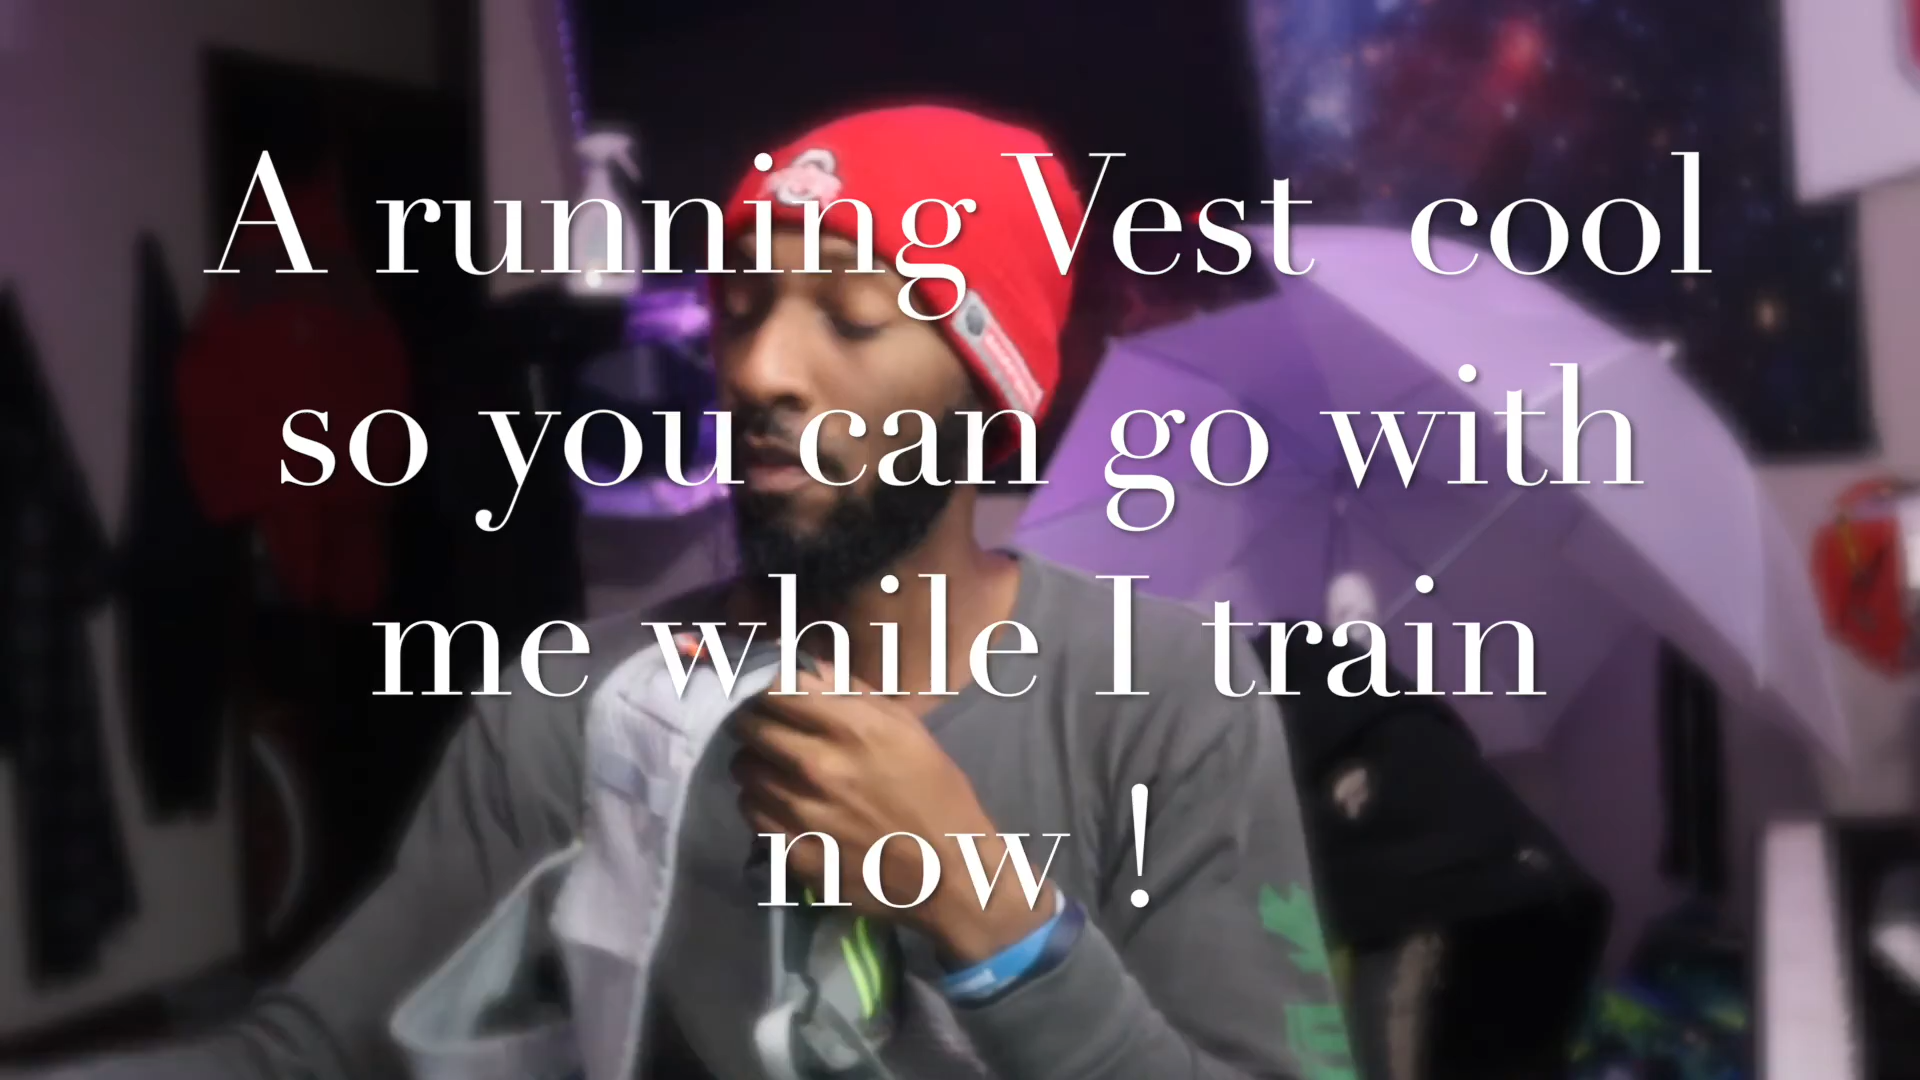 A running Vest cool
so you can go with
me while I train
now !